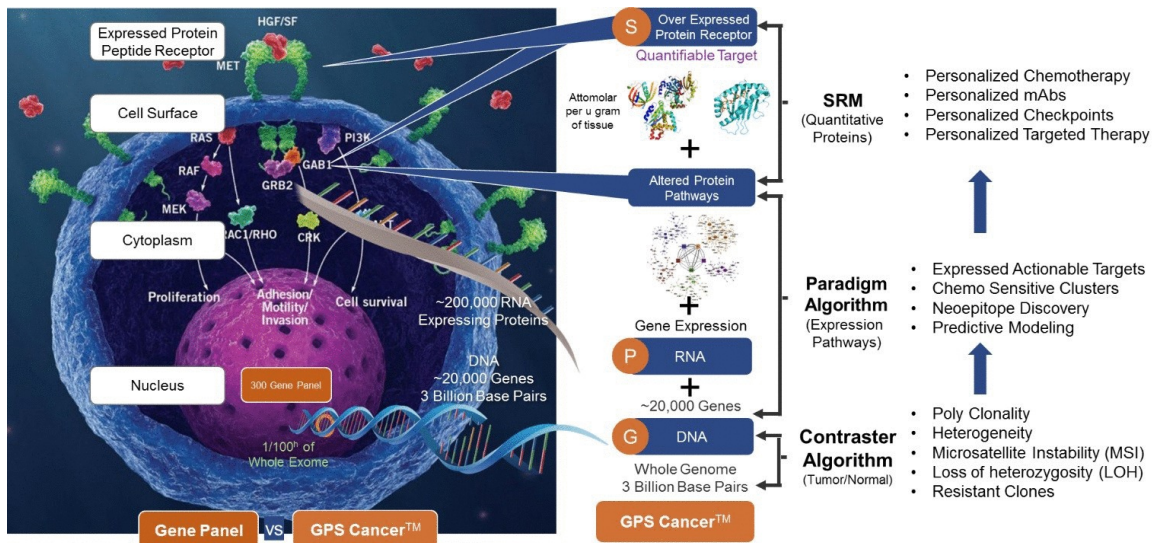 Expressed Protein
Peptide Receptor
HGF/SF
MET
Cell Surface
RAS
PI3K
RAF
GAB1
GRB2
MEK
Cytoplasm
RAC1/RHO
CRK
Proliferation
Adhesion/
Motility/
Invasion
Cell survival
~200,000 RNA
Expressing Proteins
DNA
~20,000 Genes
3 Billion Base Pairs
Nucleus
300 Gene Panel
1/100ʰ of
Whole Exome
Gene Panel
VS
GPS Cancer™
S
Over Expressed
Protein Receptor
Quantifiable Target
Attomolar
per u gram
of tissue
+
Altered Protein
Pathways
+
Gene Expression
P
RNA
+
~20,000 Genes
G
DNA
Whole Genome
3 Billion Base Pairs
GPS Cancer™
SRM
(Quantitative
Proteins)
Paradigm
Algorithm
(Expression
Pathways)
Contraster
Algorithm
(Tumor/Normal)
• Personalized Chemotherapy
• Personalized mAbs
• Personalized Checkpoints
• Personalized Targeted Therapy
• Expressed Actionable Targets
• Chemo Sensitive Clusters
• Neoepitope Discovery
• Predictive Modeling
• Poly Clonality
• Heterogeneity
• Microsatellite Instability (MSI)
• Loss of heterozygosity (LOH)
• Resistant Clones